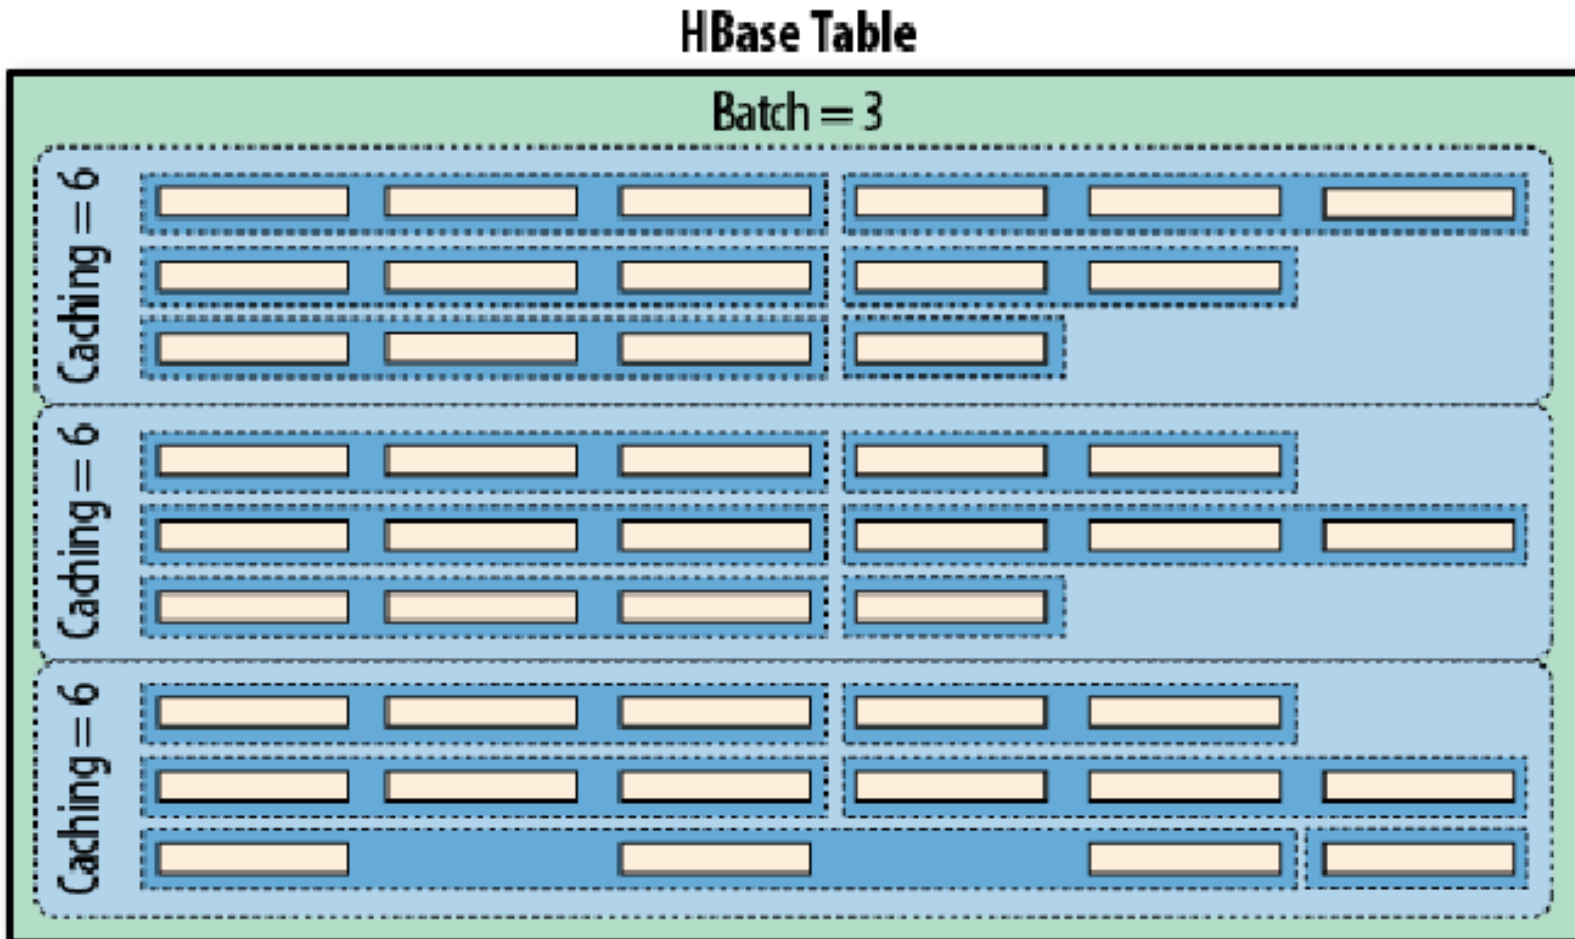 HBase Table
Batch = 3
Caching = 6
Caching = 6
Caching = 6